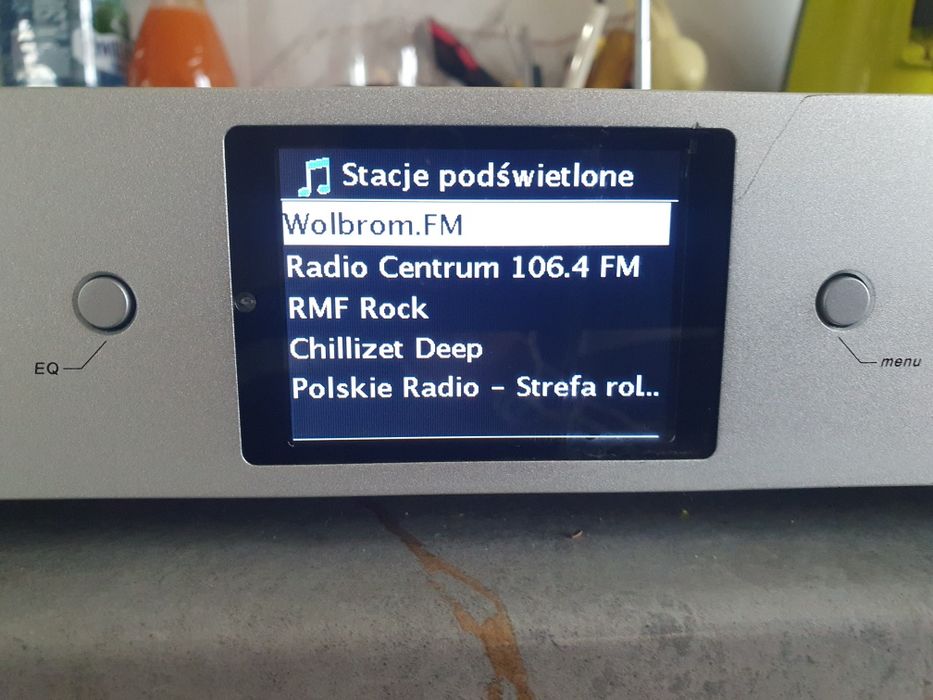 Stacje podświetlone
Wolbrom.FM
Radio Centrum 106.4 FM
RMF Rock
Chillizet Deep
Polskie Radio – Strefa rol..
EQ
menu